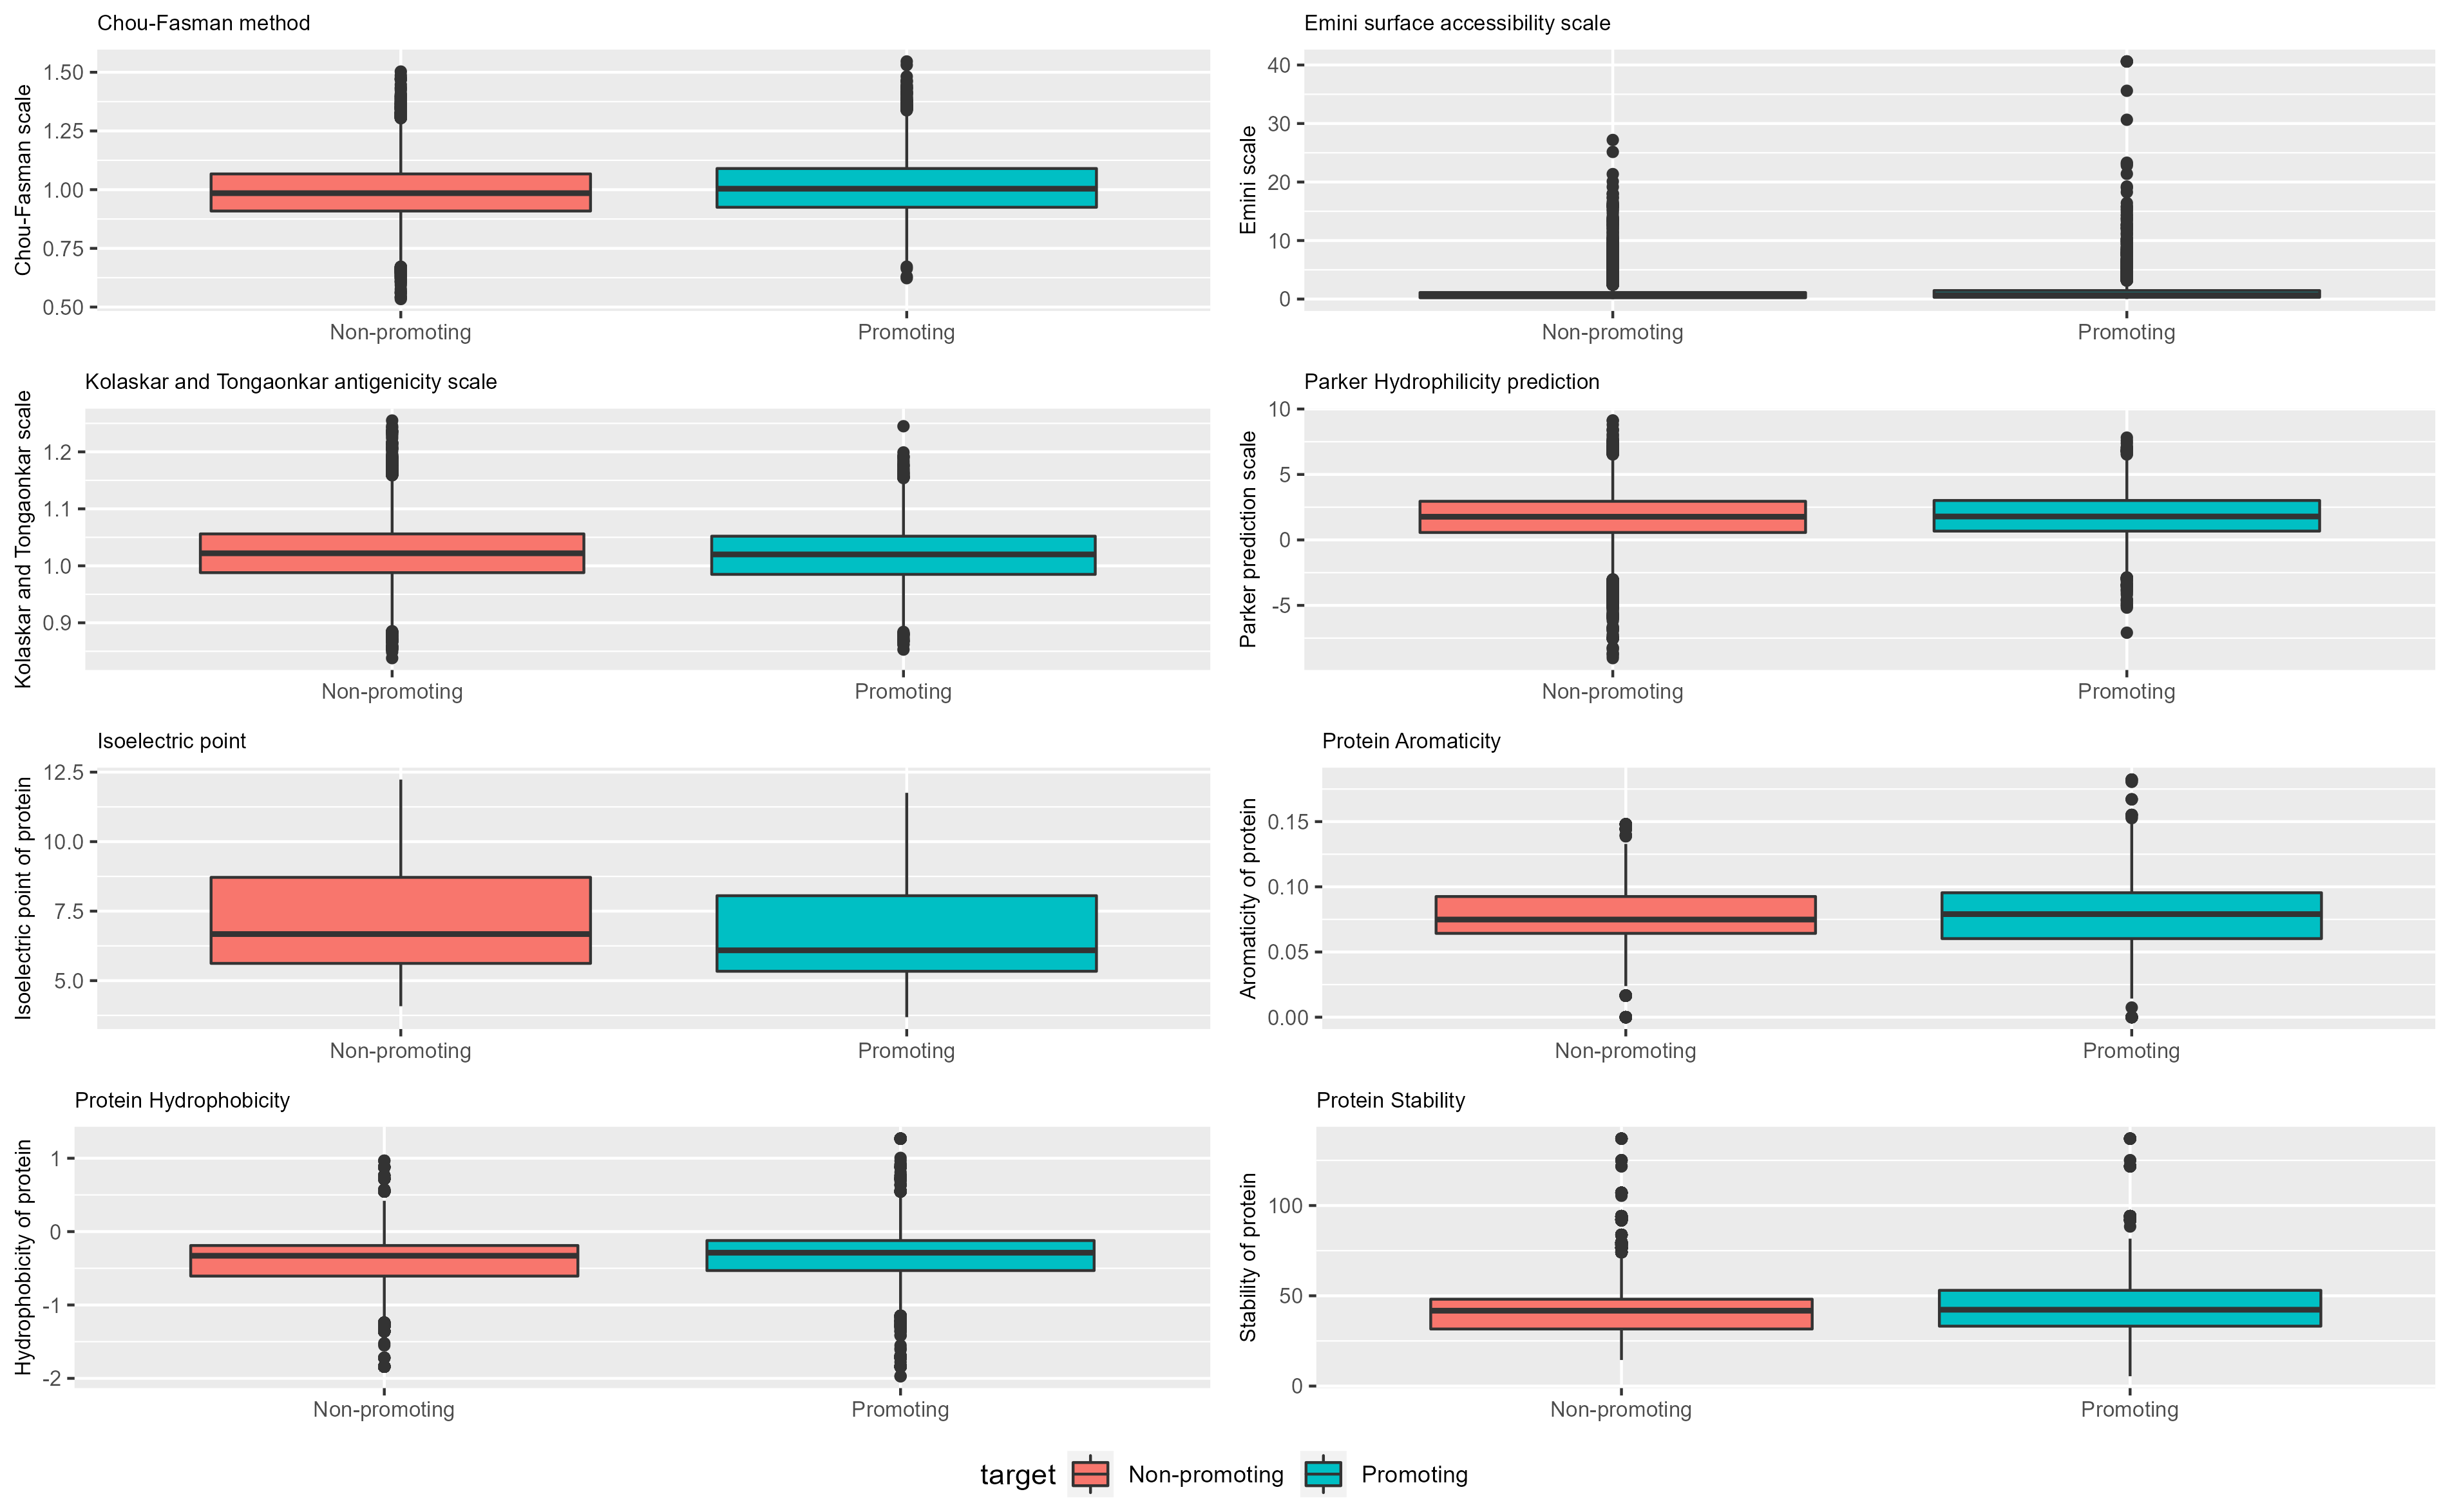 Chou-Fasman method
Chou-Fasman scale
1.50
1.25
1.00
0.75
0.50
Non-promoting
Promoting
Emini surface accessibility scale
Emini scale
40
30
20
10
0
Non-promoting
Promoting
Kolaskar and Tongaonkar antigenicity scale
Kolaskar and Tongaonkar scale
1.2
1.1
1.0
0.9
Non-promoting
Promoting
Parker Hydrophilicity prediction
Parker prediction scale
10
5
0
-5
Non-promoting
Promoting
Isoelectric point
Isoelectric point of protein
12.5
10.0
7.5
5.0
Non-promoting
Promoting
Protein Aromaticity
Aromaticity of protein
0.15
0.10
0.05
0.00
Non-promoting
Promoting
Protein Hydrophobicity
Hydrophobicity of protein
1
0
-1
-2
Non-promoting
Promoting
Protein Stability
Stability of protein
100
50
0
Non-promoting
Promoting
target Non-promoting Promoting